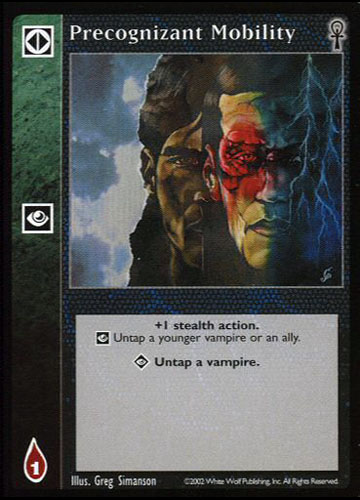 Precognizant Mobility
+1 stealth action.
Untap a younger vampire or an ally.
Untap a vampire.
1
Illus. Greg Simanson
©2002 White Wolf Publishing, Inc. All Rights Reserved.